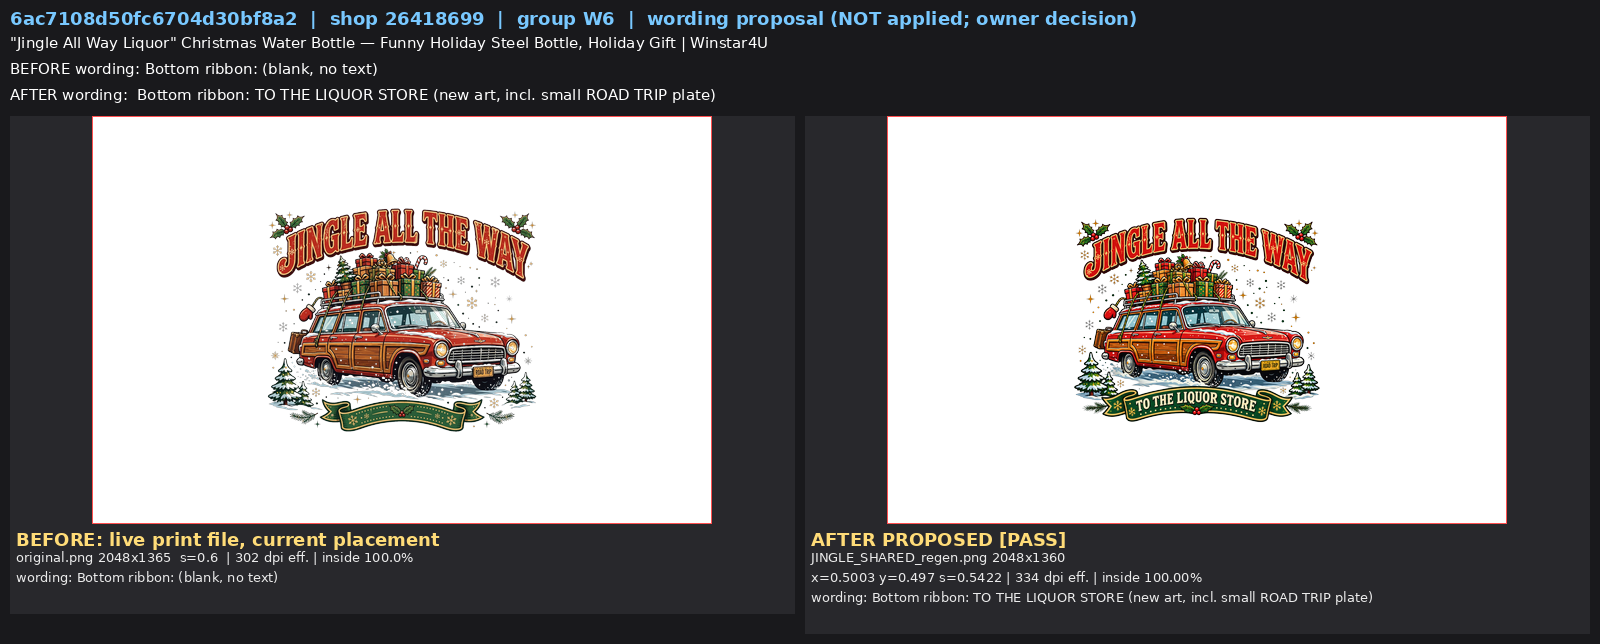 6ac7108d50fc6704d30bf8a2 | shop 26418699 | group W6 | wording proposal (NOT applied; owner decision)
"Jingle All Way Liquor" Christmas Water Bottle — Funny Holiday Steel Bottle, Holiday Gift | Winstar4U
BEFORE wording: Bottom ribbon: (blank, no text)
AFTER wording: Bottom ribbon: TO THE LIQUOR STORE (new art, incl. small ROAD TRIP plate)
JINGLE ALL THE WAY
ROAD TRIP
BEFORE: live print file, current placement
original.png 2048x1365 s=0.6 | 302 dpi eff. | inside 100.0%
wording: Bottom ribbon: (blank, no text)
JINGLE ALL THE WAY
ROAD TRIP
TO THE LIQUOR STORE
AFTER PROPOSED [PASS]
JINGLE_SHARED_regen.png 2048x1360
x=0.5003 y=0.497 s=0.5422 | 334 dpi eff. | inside 100.00%
wording: Bottom ribbon: TO THE LIQUOR STORE (new art, incl. small ROAD TRIP plate)